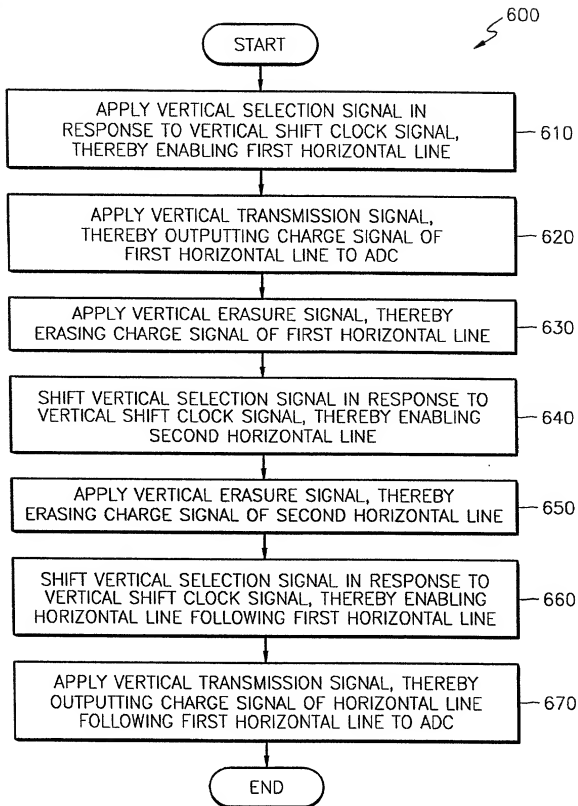 600
START
APPLY VERTICAL SELECTION SIGNAL IN
RESPONSE TO VERTICAL SHIFT CLOCK SIGNAL,
THEREBY ENABLING FIRST HORIZONTAL LINE
610
APPLY VERTICAL TRANSMISSION SIGNAL,
THEREBY OUTPUTTING CHARGE SIGNAL OF
FIRST HORIZONTAL LINE TO ADC
620
APPLY VERTICAL ERASURE SIGNAL, THEREBY
ERASING CHARGE SIGNAL OF FIRST HORIZONTAL LINE
630
SHIFT VERTICAL SELECTION SIGNAL IN RESPONSE TO
VERTICAL SHIFT CLOCK SIGNAL, THEREBY ENABLING
SECOND HORIZONTAL LINE
640
APPLY VERTICAL ERASURE SIGNAL, THEREBY
ERASING CHARGE SIGNAL OF SECOND HORIZONTAL LINE
650
SHIFT VERTICAL SELECTION SIGNAL IN RESPONSE TO
VERTICAL SHIFT CLOCK SIGNAL, THEREBY ENABLING
HORIZONTAL LINE FOLLOWING FIRST HORIZONTAL LINE
660
APPLY VERTICAL TRANSMISSION SIGNAL, THEREBY
OUTPUTTING CHARGE SIGNAL OF HORIZONTAL LINE
FOLLOWING FIRST HORIZONTAL LINE TO ADC
670
END